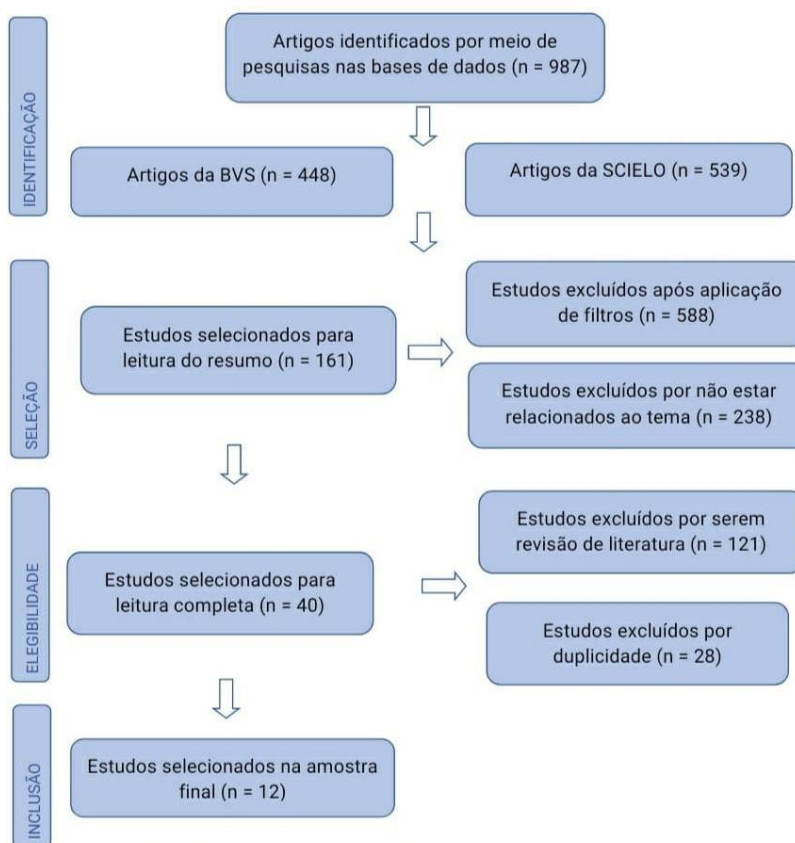 IDENTIFICAÇÃO
Artigos identificados por meio de
pesquisas nas bases de dados (n = 987)
Artigos da BVS (n = 448)
Artigos da SCIELO (n = 539)
SELEÇÃO
Estudos selecionados para
leitura do resumo (n = 161)
Estudos excluídos após aplicação
de filtros (n = 588)
Estudos excluídos por não estar
relacionados ao tema (n = 238)
ELEGIBILIDADE
Estudos selecionados para
leitura completa (n = 40)
Estudos excluídos por serem
revisão de literatura (n = 121)
Estudos excluídos por
duplicidade (n = 28)
INCLUSÃO
Estudos selecionados na amostra
final (n = 12)